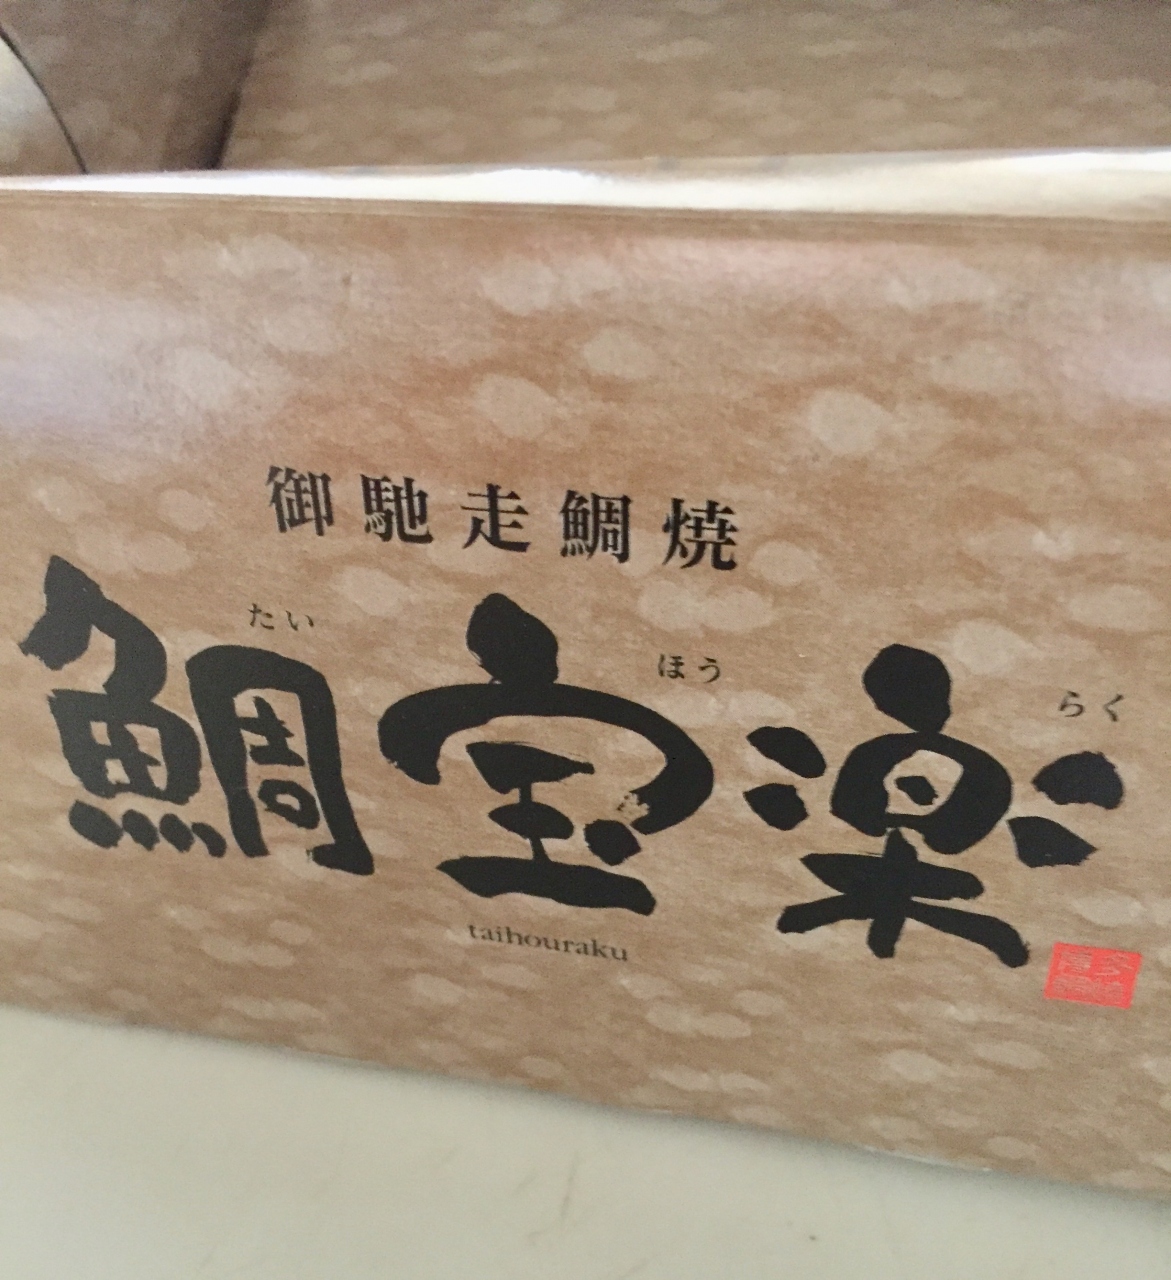 御馳走鯛焼
たい ほう らく
鯛宝楽
taihouraku